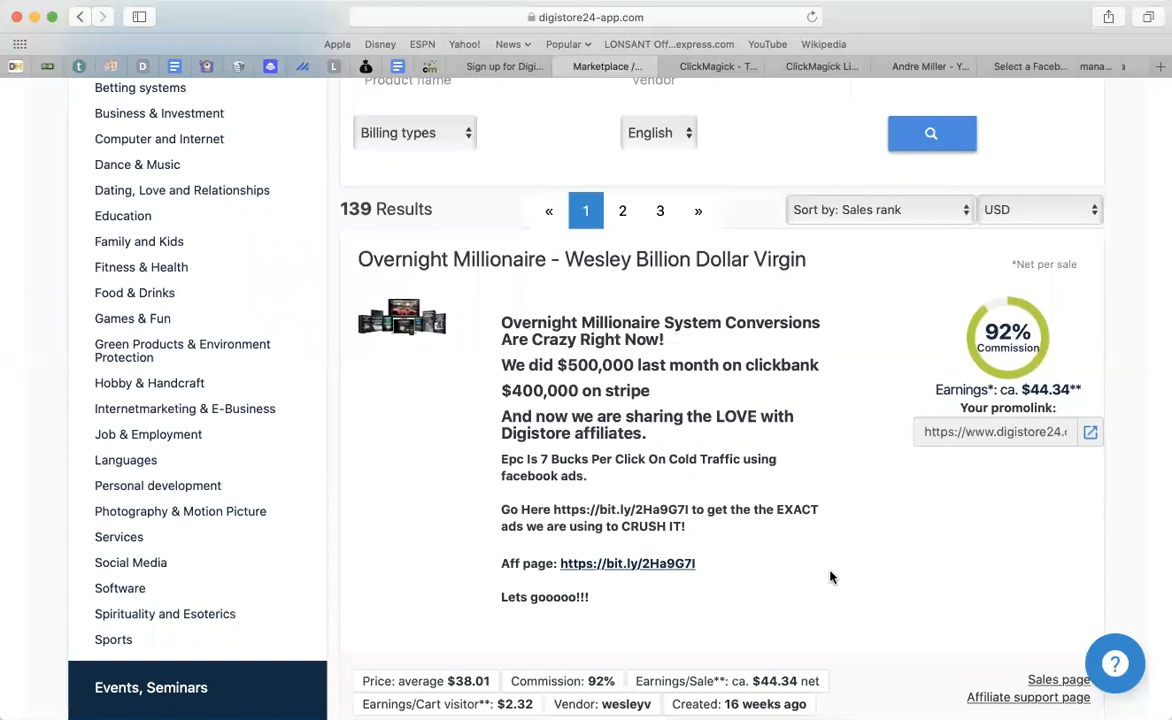 digistore24-app.com
Apple
Disney
ESPN
Yahoo!
News
Popular
LONSANT Off...express.com
YouTube
Wikipedia
Sign up for Digi...
Marketplace /...
ClickMagick - T...
ClickMagick Li...
Andre Miller - Y...
Select a Faceb...
mana...
Product name
Vendor
Billing types
English
Betting systems
Business & Investment
Computer and Internet
Dance & Music
Dating, Love and Relationships
Education
Family and Kids
Fitness & Health
Food & Drinks
Games & Fun
Green Products & Environment
Protection
Hobby & Handcraft
Internetmarketing & E-Business
Job & Employment
Languages
Personal development
Photography & Motion Picture
Services
Social Media
Software
Spirituality and Esoterics
Sports
Events, Seminars
139 Results
« 1 2 3 »
Sort by: Sales rank
USD
Overnight Millionaire - Wesley Billion Dollar Virgin
*Net per sale
Overnight Millionaire System Conversions
Are Crazy Right Now!
We did $500,000 last month on clickbank
$400,000 on stripe
And now we are sharing the LOVE with
Digistore affiliates.
Epc Is 7 Bucks Per Click On Cold Traffic using
facebook ads.
Go Here https://bit.ly/2Ha9G7I to get the the EXACT
ads we are using to CRUSH IT!
Aff page: https://bit.ly/2Ha9G7I
Lets gooooo!!!
92%
Commission
Earnings*: ca. $44.34**
Your promolink:
https://www.digistore24.c
Price: average $38.01
Commission: 92%
Earnings/Sale**: ca. $44.34 net
Earnings/Cart visitor**: $2.32
Vendor: wesleyv
Created: 16 weeks ago
Sales page
Affiliate support page
?